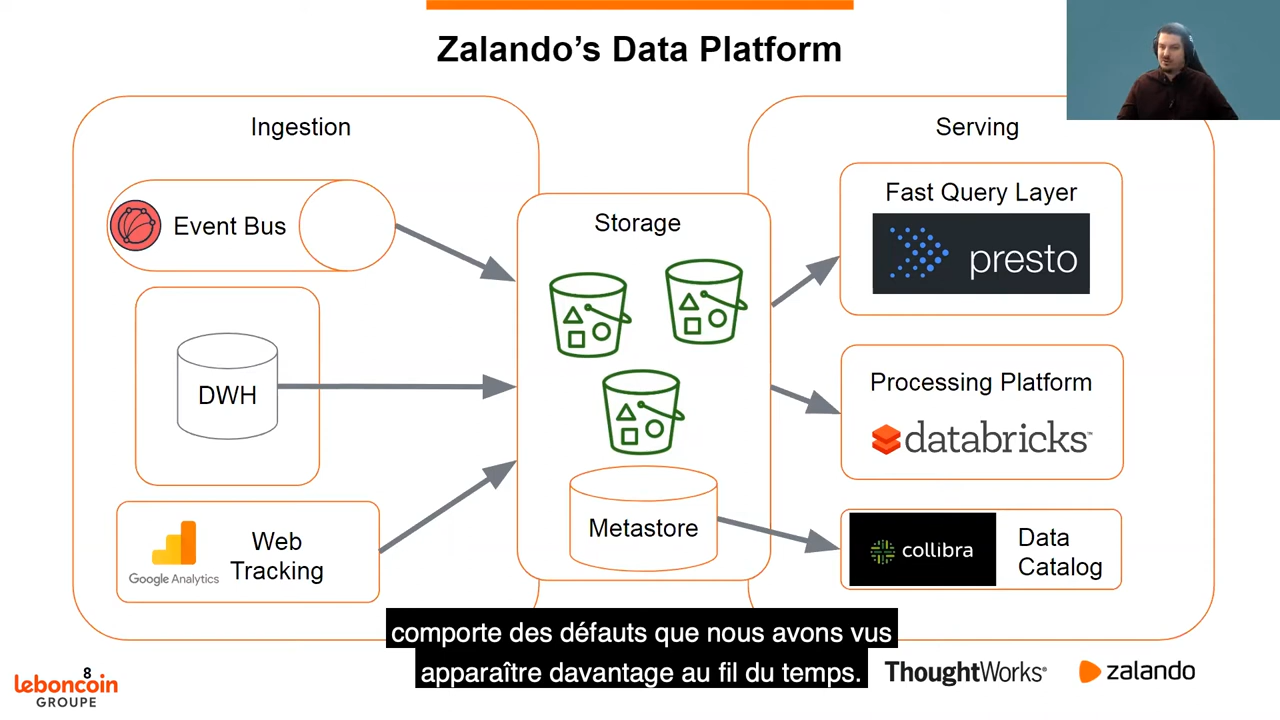 Zalando's Data Platform
Ingestion
Event Bus
DWH
Google Analytics
Web
Tracking
Storage
Metastore
Serving
Fast Query Layer
presto
Processing Platform
databricks™
collibra
Data
Catalog
comporte des défauts que nous avons vus
apparaître davantage au fil du temps.
8
leboncoin
GROUPE
ThoughtWorks®
zalando